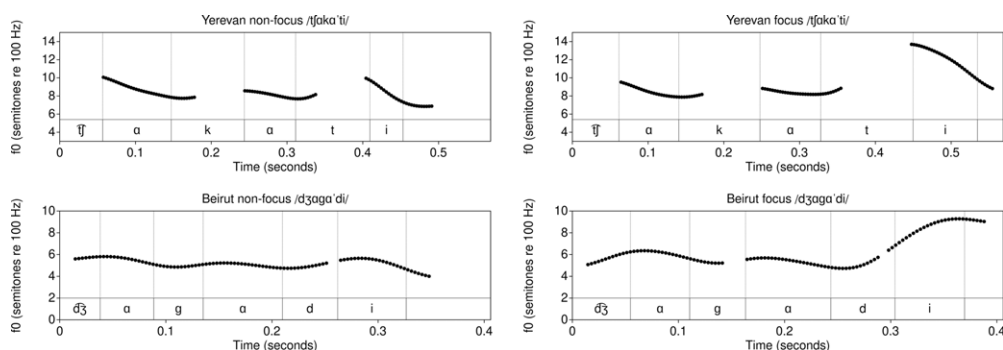 Yerevan non-focus /t͡ʃɑkɑˈti/
f0 (semitones re 100 Hz)
14
12
10
8
6
4
t͡ʃ ɑ k ɑ t i
0 0.1 0.2 0.3 0.4 0.5
Time (seconds)
Yerevan focus /t͡ʃɑkɑˈti/
f0 (semitones re 100 Hz)
14
12
10
8
6
4
t͡ʃ ɑ k ɑ t i
0 0.1 0.2 0.3 0.4 0.5
Time (seconds)
Beirut non-focus /d͡ʒɑɡɑˈdi/
f0 (semitones re 100 Hz)
10
8
6
4
2
0
d͡ʒ ɑ ɡ ɑ d i
0 0.1 0.2 0.3 0.4
Time (seconds)
Beirut focus /d͡ʒɑɡɑˈdi/
f0 (semitones re 100 Hz)
10
8
6
4
2
0
d͡ʒ ɑ ɡ ɑ d i
0 0.1 0.2 0.3 0.4
Time (seconds)